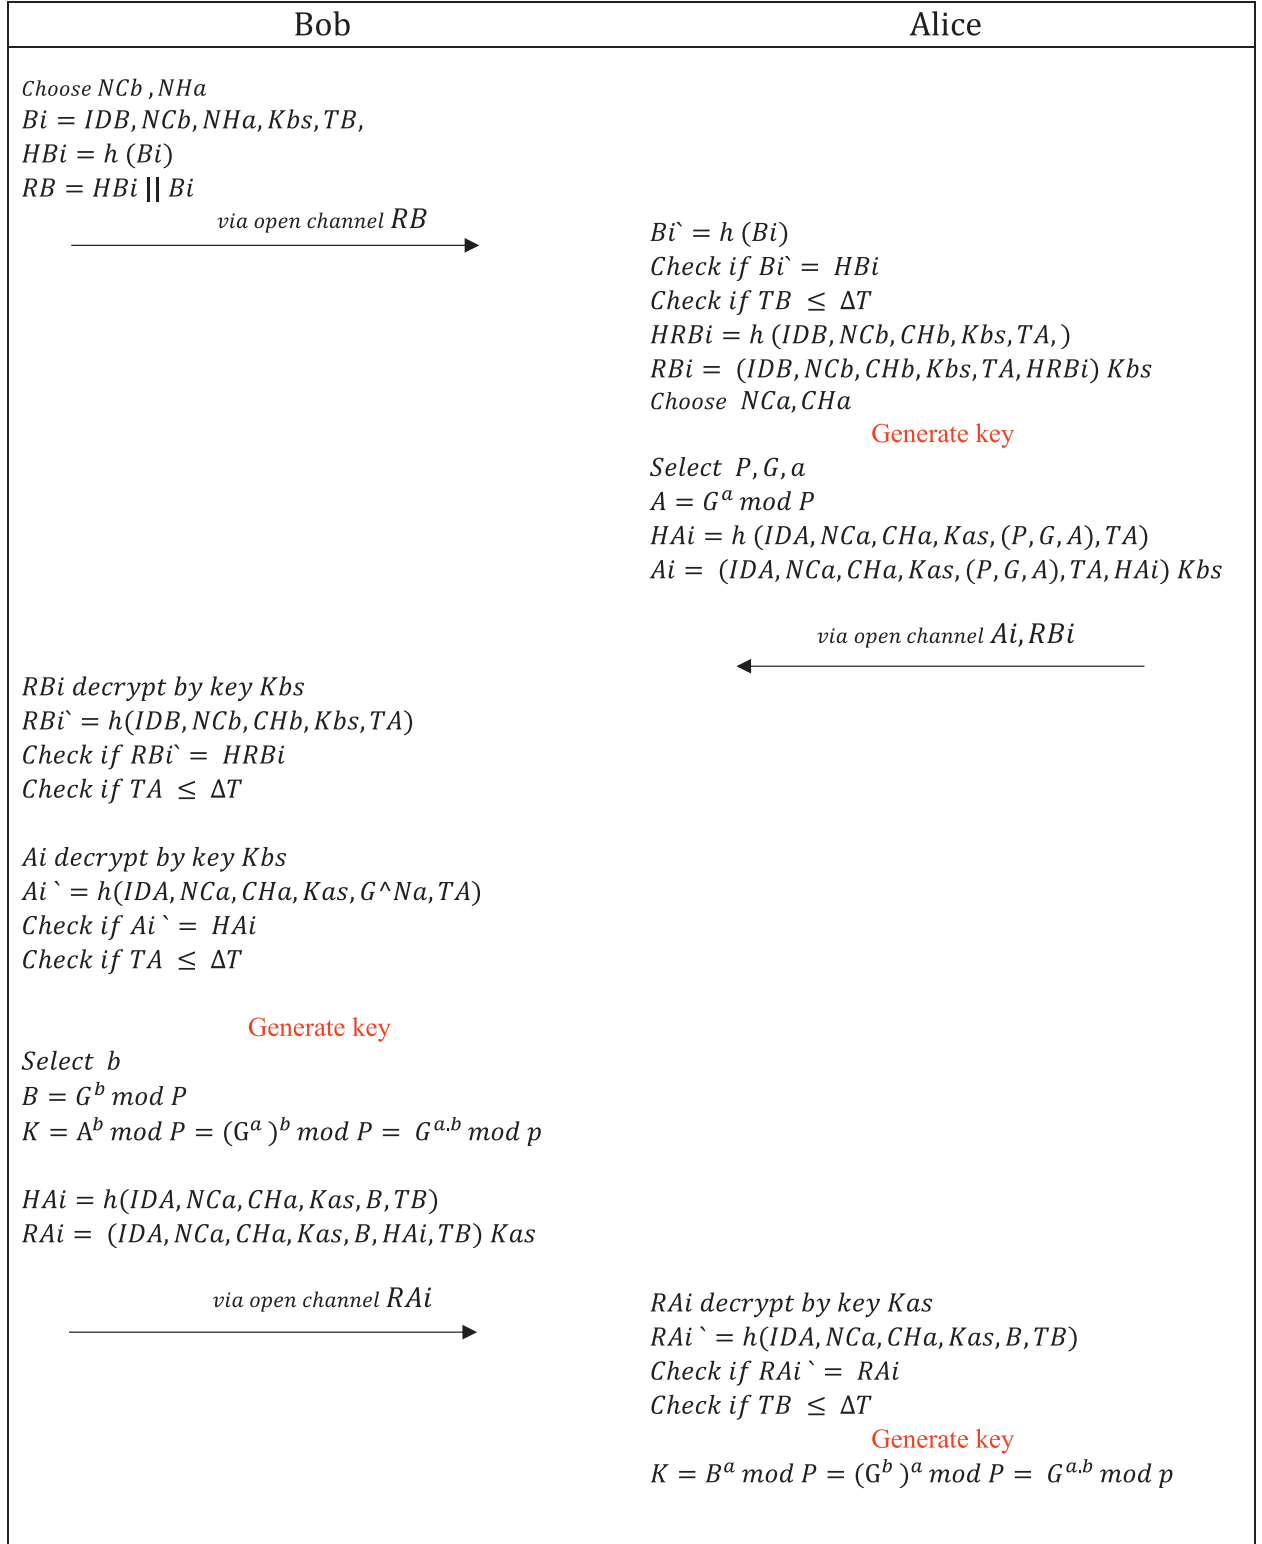 Bob
Alice
Choose NCb , NHa
Bi = IDB, NCb, NHa, Kbs, TB,
HBi = h (Bi)
RB = HBi || Bi
via open channel RB
Bi` = h (Bi)
Check if Bi` = HBi
Check if TB ≤ ΔT
HRBi = h (IDB, NCb, CHb, Kbs, TA, )
RBi = (IDB, NCb, CHb, Kbs, TA, HRBi) Kbs
Choose NCa, CHa
Generate key
Select P, G, a
A = G^a mod P
HAi = h (IDA, NCa, CHa, Kas, (P, G, A), TA)
Ai = (IDA, NCa, CHa, Kas, (P, G, A), TA, HAi) Kbs
via open channel Ai, RBi
RBi decrypt by key Kbs
RBi` = h(IDB, NCb, CHb, Kbs, TA)
Check if RBi` = HRBi
Check if TA ≤ ΔT
Ai decrypt by key Kbs
Ai ` = h(IDA, NCa, CHa, Kas, G^Na, TA)
Check if Ai ` = HAi
Check if TA ≤ ΔT
Generate key
Select b
B = G^b mod P
K = A^b mod P = (G^a )^b mod P = G^a.b mod p
HAi = h(IDA, NCa, CHa, Kas, B, TB)
RAi = (IDA, NCa, CHa, Kas, B, HAi, TB) Kas
via open channel RAi
RAi decrypt by key Kas
RAi ` = h(IDA, NCa, CHa, Kas, B, TB)
Check if RAi ` = RAi
Check if TB ≤ ΔT
Generate key
K = B^a mod P = (G^b )^a mod P = G^a.b mod p